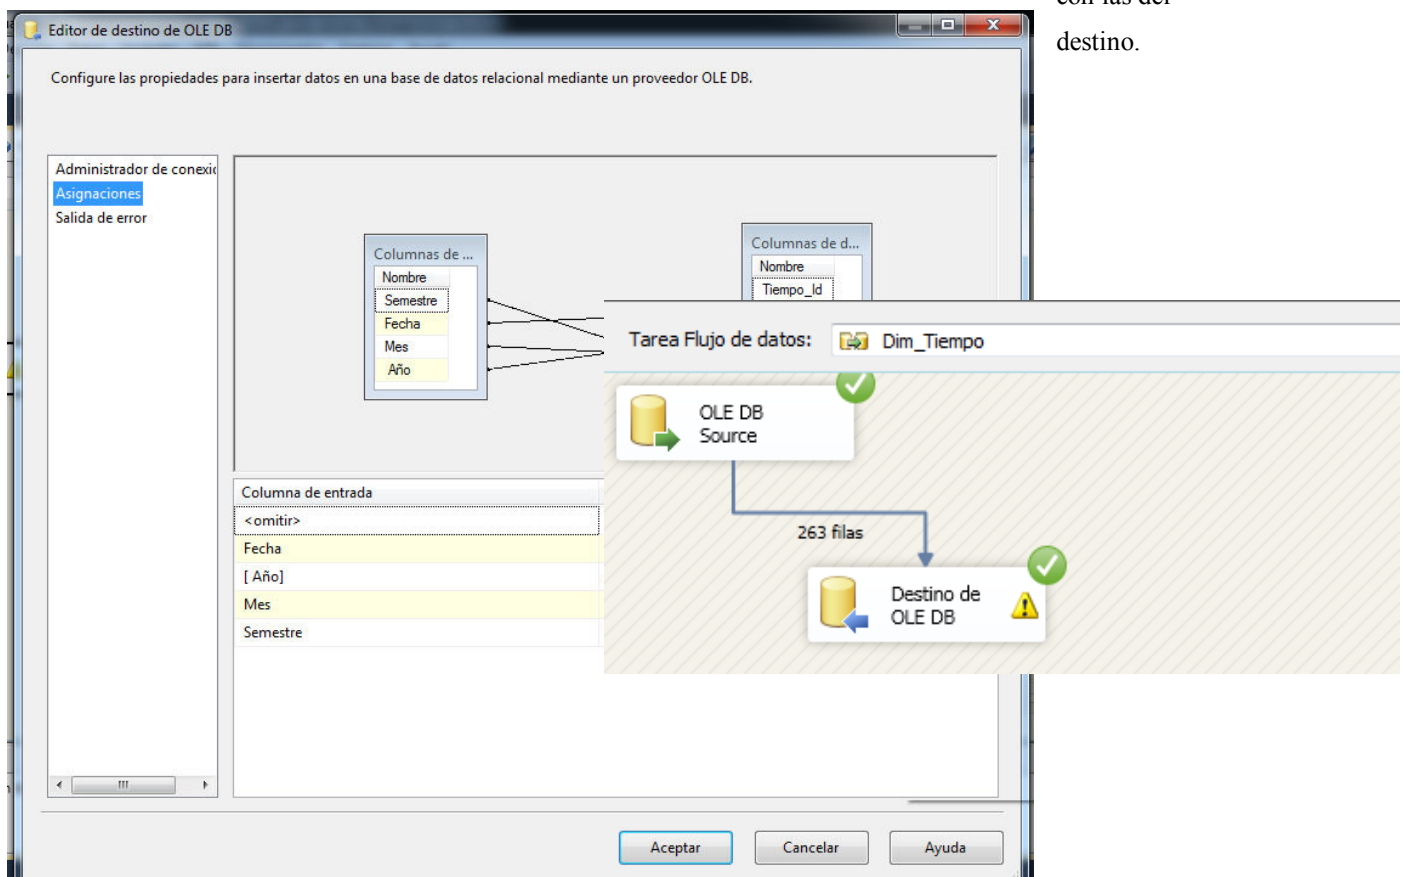 con las del
destino.
Editor de destino de OLE DB
Configure las propiedades para insertar datos en una base de datos relacional mediante un proveedor OLE DB.
Administrador de
Asignaciones
Salida de error
Columnas de ...
Nombre
Semestre
Fecha
Mes
Año
Columnas de d...
Nombre
Tiempo_Id
Tarea Flujo de datos: Dim_Tiempo
OLE DB
Source
263 filas
Destino de
OLE DB
Columna de entrada
<omitir>
Fecha
[ Año]
Mes
Semestre
Aceptar Cancelar Ayuda